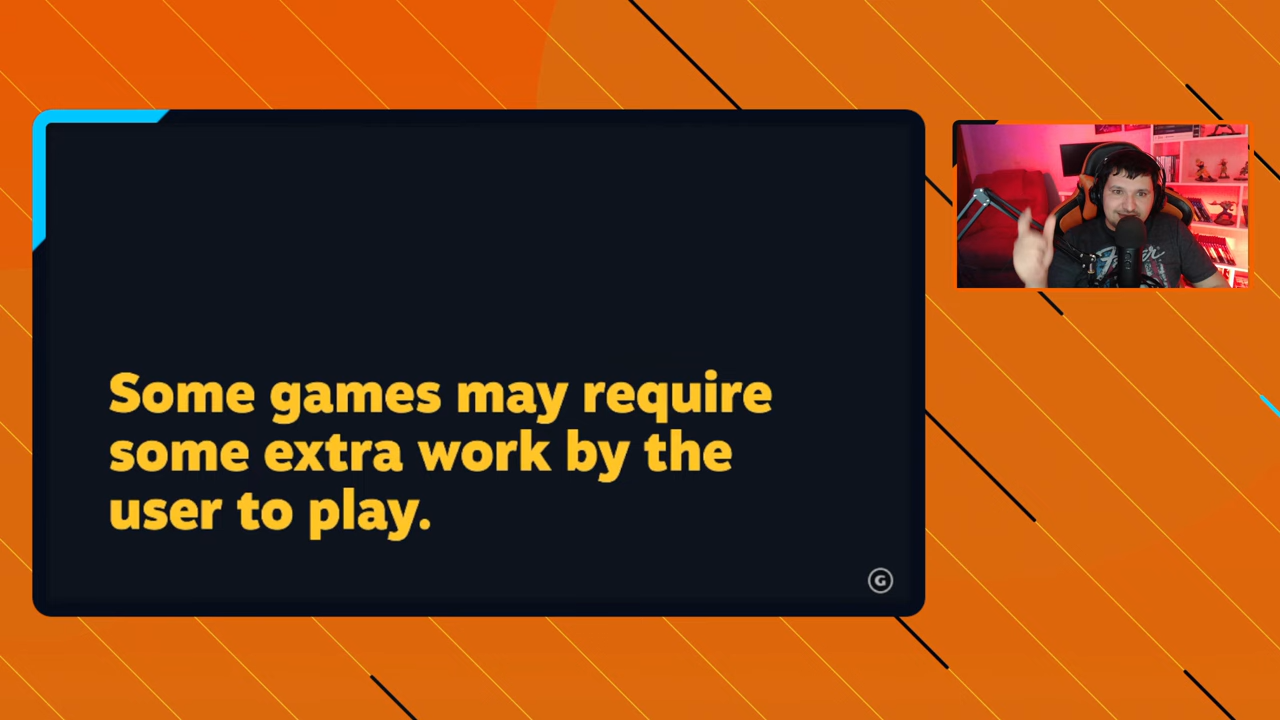 Some games may require
some extra work by the
user to play.
G